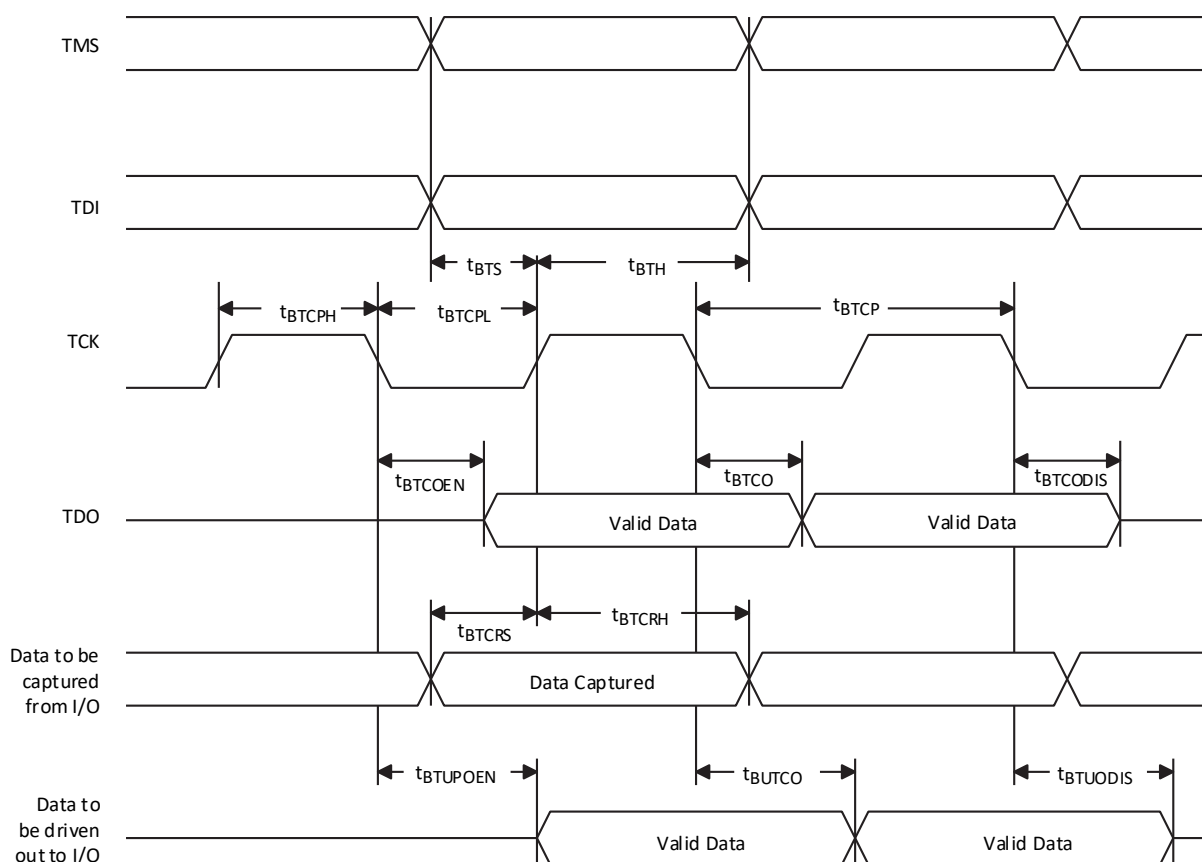 TMS
TDI
tBTS
tBTH
tBTCPH
tBTCPL
tBTCP
TCK
tBTCOEN
tBTCO
tBTCODIS
TDO
Valid Data
Valid Data
tBTCRS
tBTCRH
Data to be
captured
from I/O
Data Captured
tBTUPOEN
tBUTCO
tBTUODIS
Data to
be driven
out to I/O
Valid Data
Valid Data